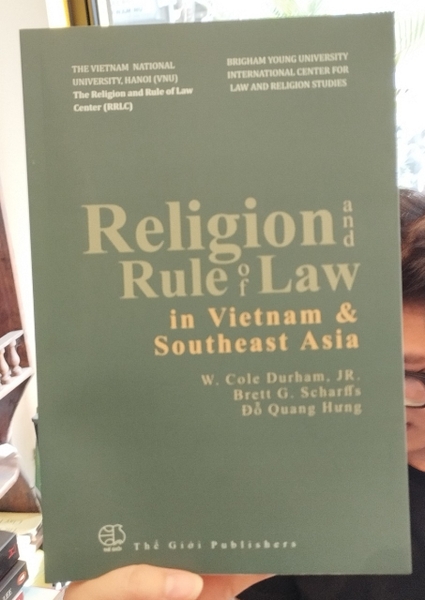 THE VIETNAM NATIONAL
UNIVERSITY, HANOI (VNU)
The Religion and Rule of Law
Center (RRLC)
BRIGHAM YOUNG UNIVERSITY
INTERNATIONAL CENTER FOR
LAW AND RELIGION STUDIES
Religion and
Rule of Law
in Vietnam &
Southeast Asia
W. Cole Durham, JR.
Brett G. Scharffs
Đỗ Quang Hưng
THẾ GIỚI
Thế Giới Publishers